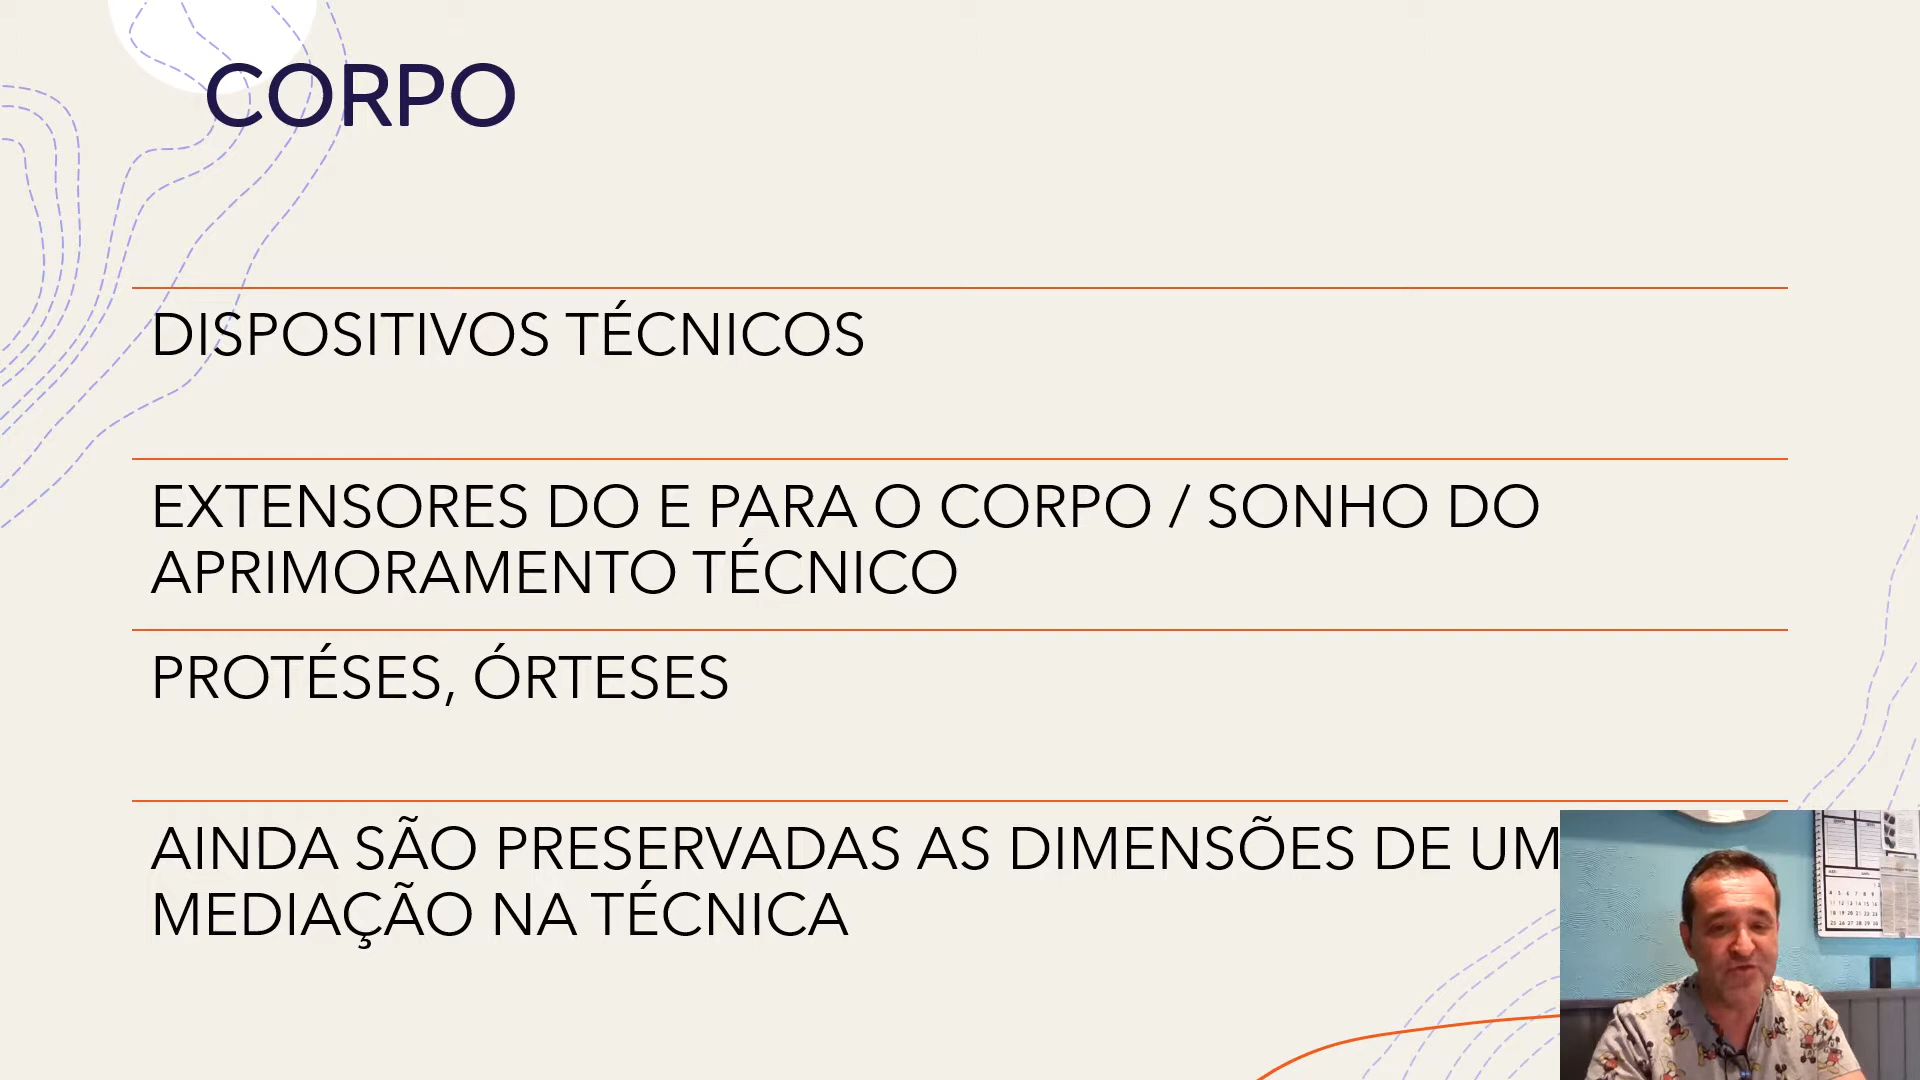 CORPO
DISPOSITIVOS TÉCNICOS
EXTENSORES DO E PARA O CORPO / SONHO DO
APRIMORAMENTO TÉCNICO
PROTÉSES, ÓRTESES
AINDA SÃO PRESERVADAS AS DIMENSÕES DE UM
MEDIAÇÃO NA TÉCNICA